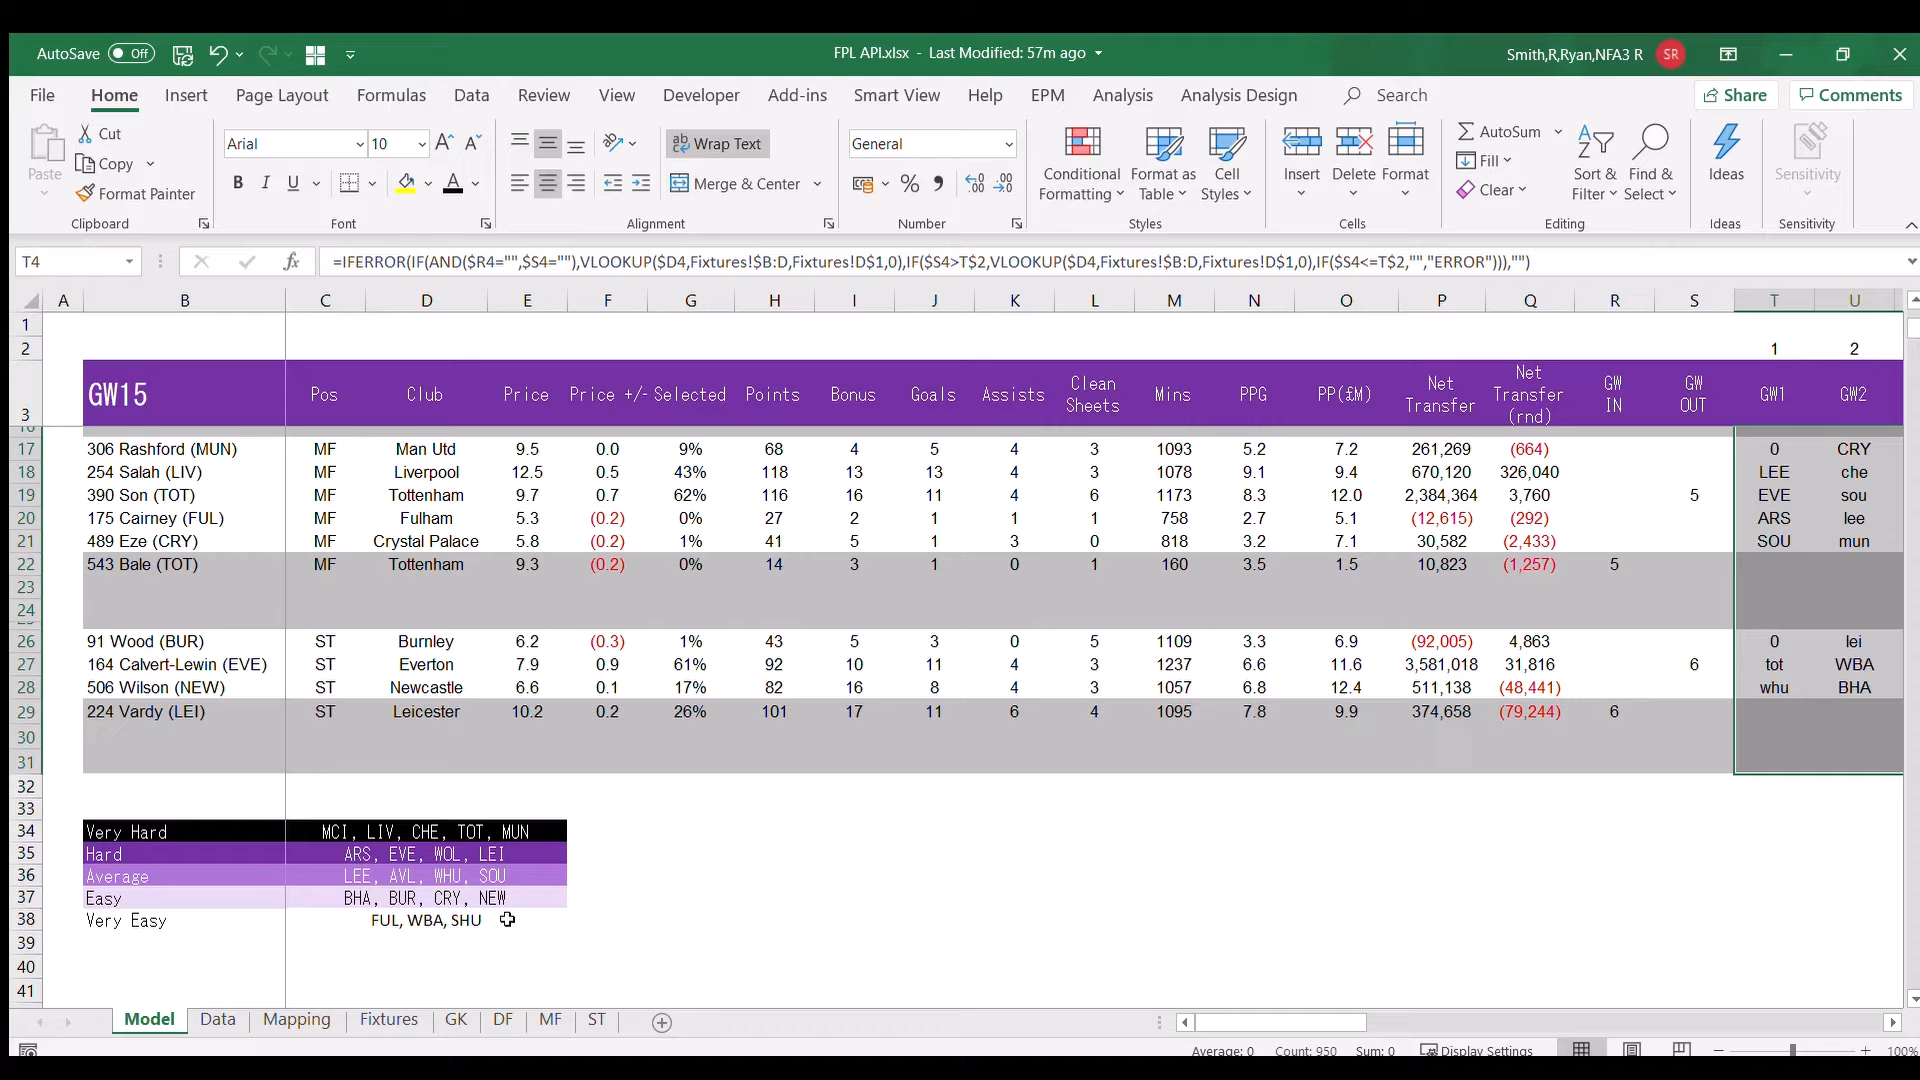 AutoSave Off FPL API.xlsx - Last Modified: 57m ago Smith,R,Ryan,NFA3 R SR
File Home Insert Page Layout Formulas Data Review View Developer Add-ins Smart View Help EPM Analysis Analysis Design Search Share Comments
Paste Cut Copy Format Painter Clipboard
Arial 10 B I U Font
ab Wrap Text Merge & Center Alignment
General % Number
Conditional Formatting Format as Table Cell Styles Styles
Insert Delete Format Cells
AutoSum Fill Clear Sort & Filter Find & Select Editing
Ideas Ideas
Sensitivity Sensitivity
T4 fx =IFERROR(IF(AND($R4="",$S4=""),VLOOKUP($D4,Fixtures!$B:D,Fixtures!D$1,0),IF($S4>T$2,VLOOKUP($D4,Fixtures!$B:D,Fixtures!D$1,0),IF($S4<=T$2,"","ERROR"))),"")
A B C D E F G H I J K L M N O P Q R S T U
1
2 1 2
3 GW15 Pos Club Price Price +/- Selected Points Bonus Goals Assists Clean Sheets Mins PPG PP(£M) Net Transfer Net Transfer (rnd) GW IN GW OUT GW1 GW2
17 306 Rashford (MUN) MF Man Utd 9.5 0.0 9% 68 4 5 4 3 1093 5.2 7.2 261,269 (664) 0 CRY
18 254 Salah (LIV) MF Liverpool 12.5 0.5 43% 118 13 13 4 3 1078 9.1 9.4 670,120 326,040 LEE che
19 390 Son (TOT) MF Tottenham 9.7 0.7 62% 116 16 11 4 6 1173 8.3 12.0 2,384,364 3,760 5 EVE sou
20 175 Cairney (FUL) MF Fulham 5.3 (0.2) 0% 27 2 1 1 1 758 2.7 5.1 (12,615) (292) ARS lee
21 489 Eze (CRY) MF Crystal Palace 5.8 (0.2) 1% 41 5 1 3 0 818 3.2 7.1 30,582 (2,433) SOU mun
22 543 Bale (TOT) MF Tottenham 9.3 (0.2) 0% 14 3 1 0 1 160 3.5 1.5 10,823 (1,257) 5
23
24
26 91 Wood (BUR) ST Burnley 6.2 (0.3) 1% 43 5 3 0 5 1109 3.3 6.9 (92,005) 4,863 0 lei
27 164 Calvert-Lewin (EVE) ST Everton 7.9 0.9 61% 92 10 11 4 3 1237 6.6 11.6 3,581,018 31,816 6 tot WBA
28 506 Wilson (NEW) ST Newcastle 6.6 0.1 17% 82 16 8 4 3 1057 6.8 12.4 511,138 (48,441) whu BHA
29 224 Vardy (LEI) ST Leicester 10.2 0.2 26% 101 17 11 6 4 1095 7.8 9.9 374,658 (79,244) 6
30
31
32
33
34 Very Hard MCI, LIV, CHE, TOT, MUN
35 Hard ARS, EVE, WOL, LEI
36 Average LEE, AVL, WHU, SOU
37 Easy BHA, BUR, CRY, NEW
38 Very Easy FUL, WBA, SHU
39
40
41
Model Data Mapping Fixtures GK DF MF ST
Average: 0 Count: 950 Sum: 0 Display Settings 100%